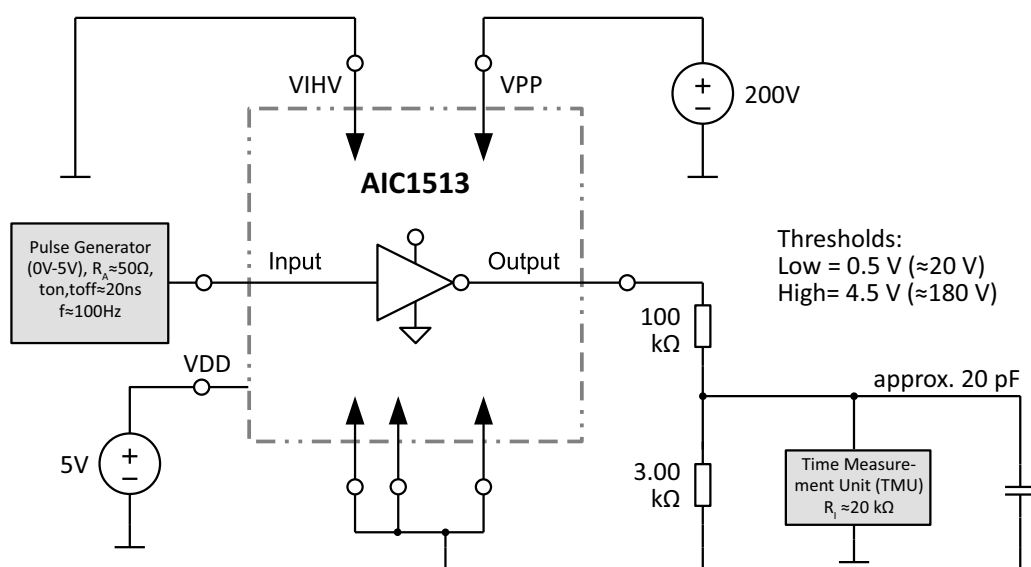 VIHV
VPP
200V
AIC1513
Pulse Generator
(0V-5V), R_A≈50Ω,
ton,toff≈20ns
f≈100Hz
Input
Output
Thresholds:
Low = 0.5 V (≈20 V)
High= 4.5 V (≈180 V)
100
kΩ
VDD
approx. 20 pF
5V
3.00
kΩ
Time Measure-
ment Unit (TMU)
R_I ≈20 kΩ